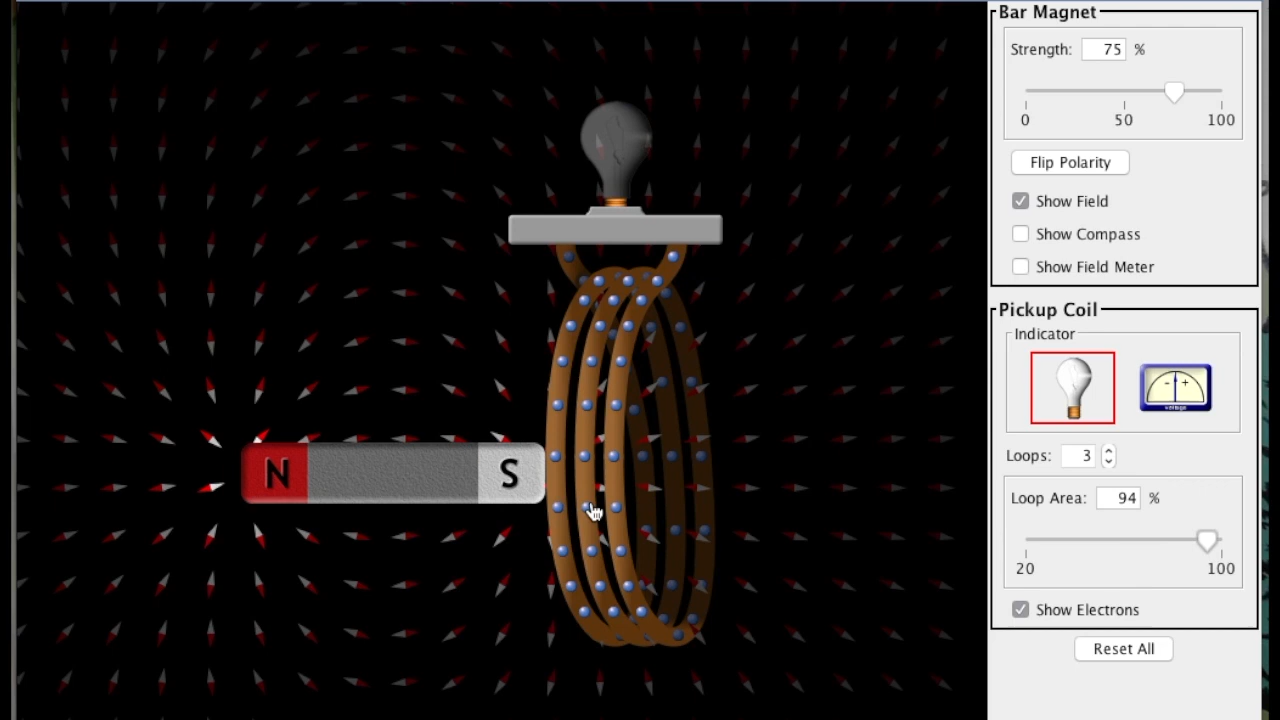 Bar Magnet
Strength: 75 %
0 50 100
Flip Polarity
Show Field
Show Compass
Show Field Meter
Pickup Coil
Indicator
- +
voltage
Loops: 3
Loop Area: 94 %
20 100
Show Electrons
Reset All
N S